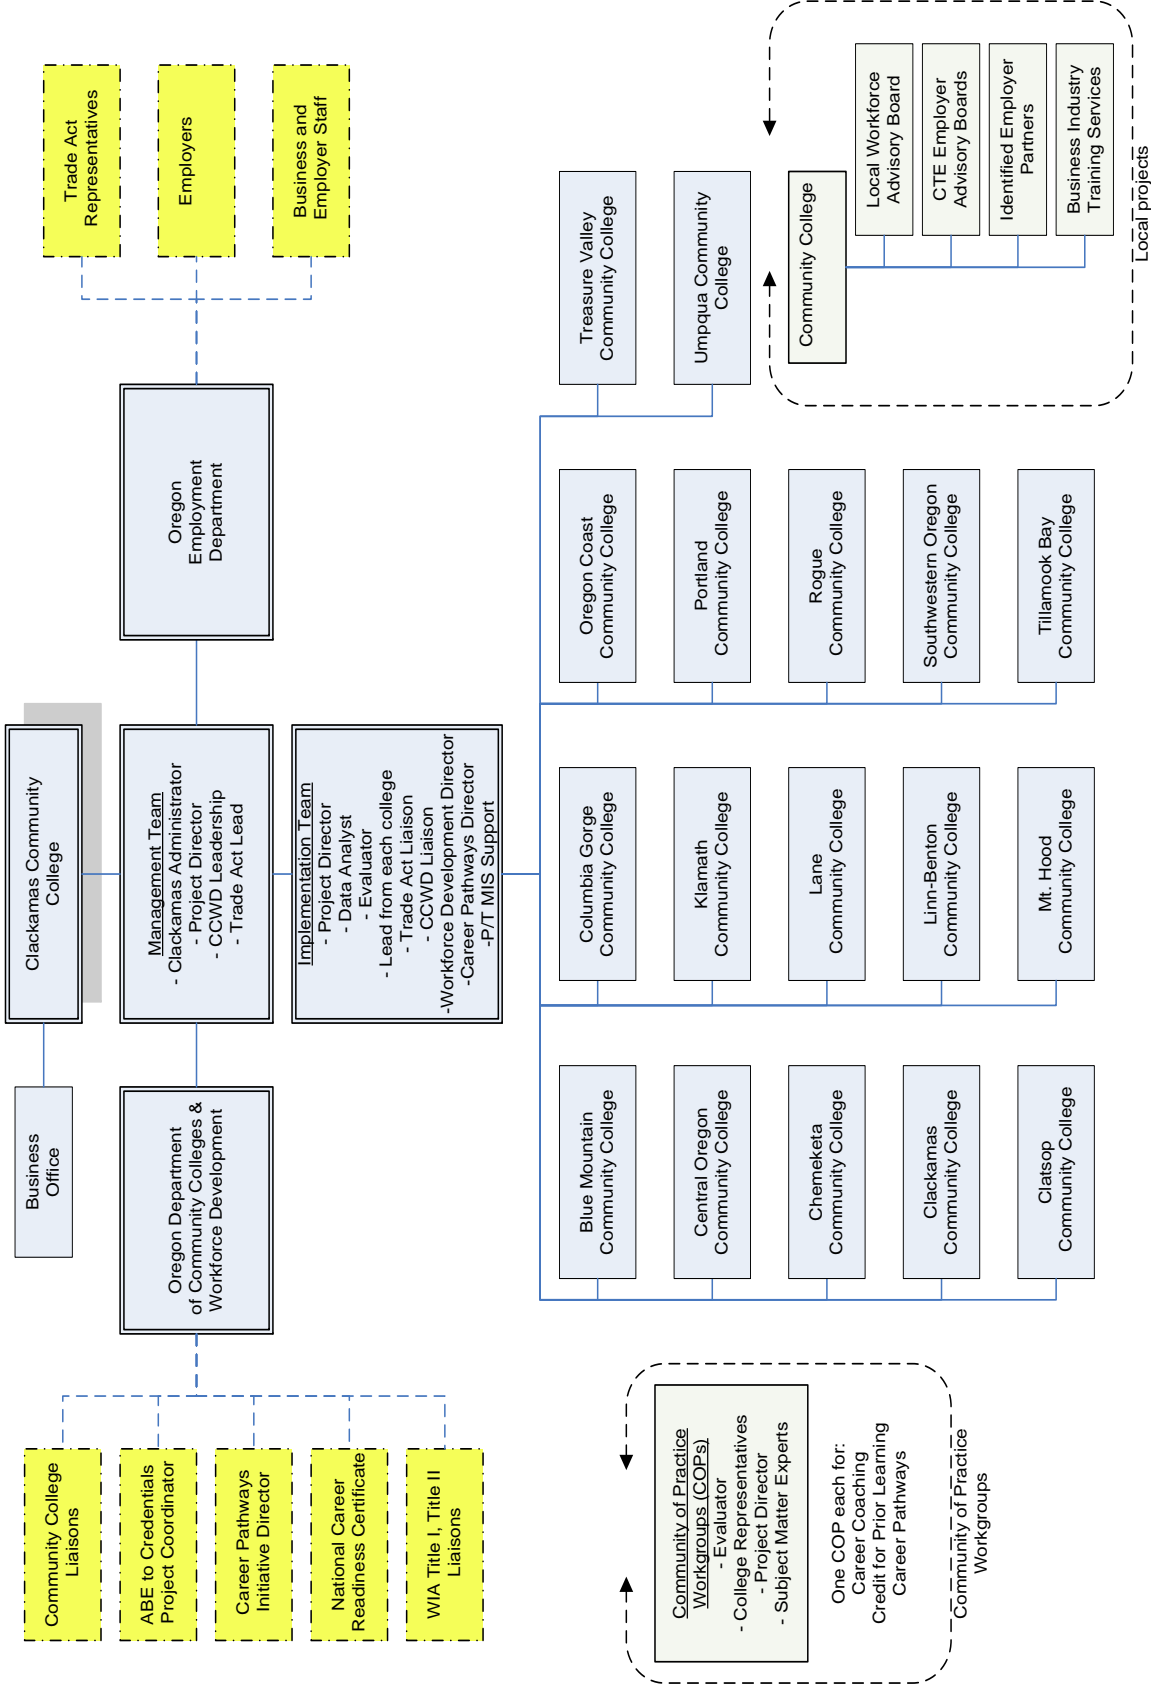 Clackamas Community
College
Business
Office
Oregon Department
of Community Colleges &
Workforce Development
Management Team
- Clackamas Administrator
- Project Director
- CCWD Leadership
- Trade Act Lead
Oregon
Employment
Department
Community College
Liaisons
ABE to Credentials
Project Coordinator
Career Pathways
Initiative Director
National Career
Readiness Certificate
WIA Title I, Title II
Liaisons
Trade Act
Representatives
Employers
Business and
Employer Staff
Implementation Team
- Project Director
- Data Analyst
- Evaluator
- Lead from each college
- Trade Act Liaison
- CCWD Liaison
-Workforce Development Director
-Career Pathways Director
-P/T MIS Support
Blue Mountain
Community College
Central Oregon
Community College
Chemeketa
Community College
Clackamas
Community College
Clatsop
Community College
Columbia Gorge
Community College
Klamath
Community College
Lane
Community College
Linn-Benton
Community College
Mt. Hood
Community College
Oregon Coast
Community College
Portland
Community College
Rogue
Community College
Southwestern Oregon
Community College
Tillamook Bay
Community College
Treasure Valley
Community College
Umpqua Community
College
Community of Practice
Workgroups (COPs)
- Evaluator
- College Representatives
- Project Director
- Subject Matter Experts
One COP each for:
Career Coaching
Credit for Prior Learning
Career Pathways
Community of Practice
Workgroups
Community College
Local Workforce
Advisory Board
CTE Employer
Advisory Boards
Identified Employer
Partners
Business Industry
Training Services
Local projects